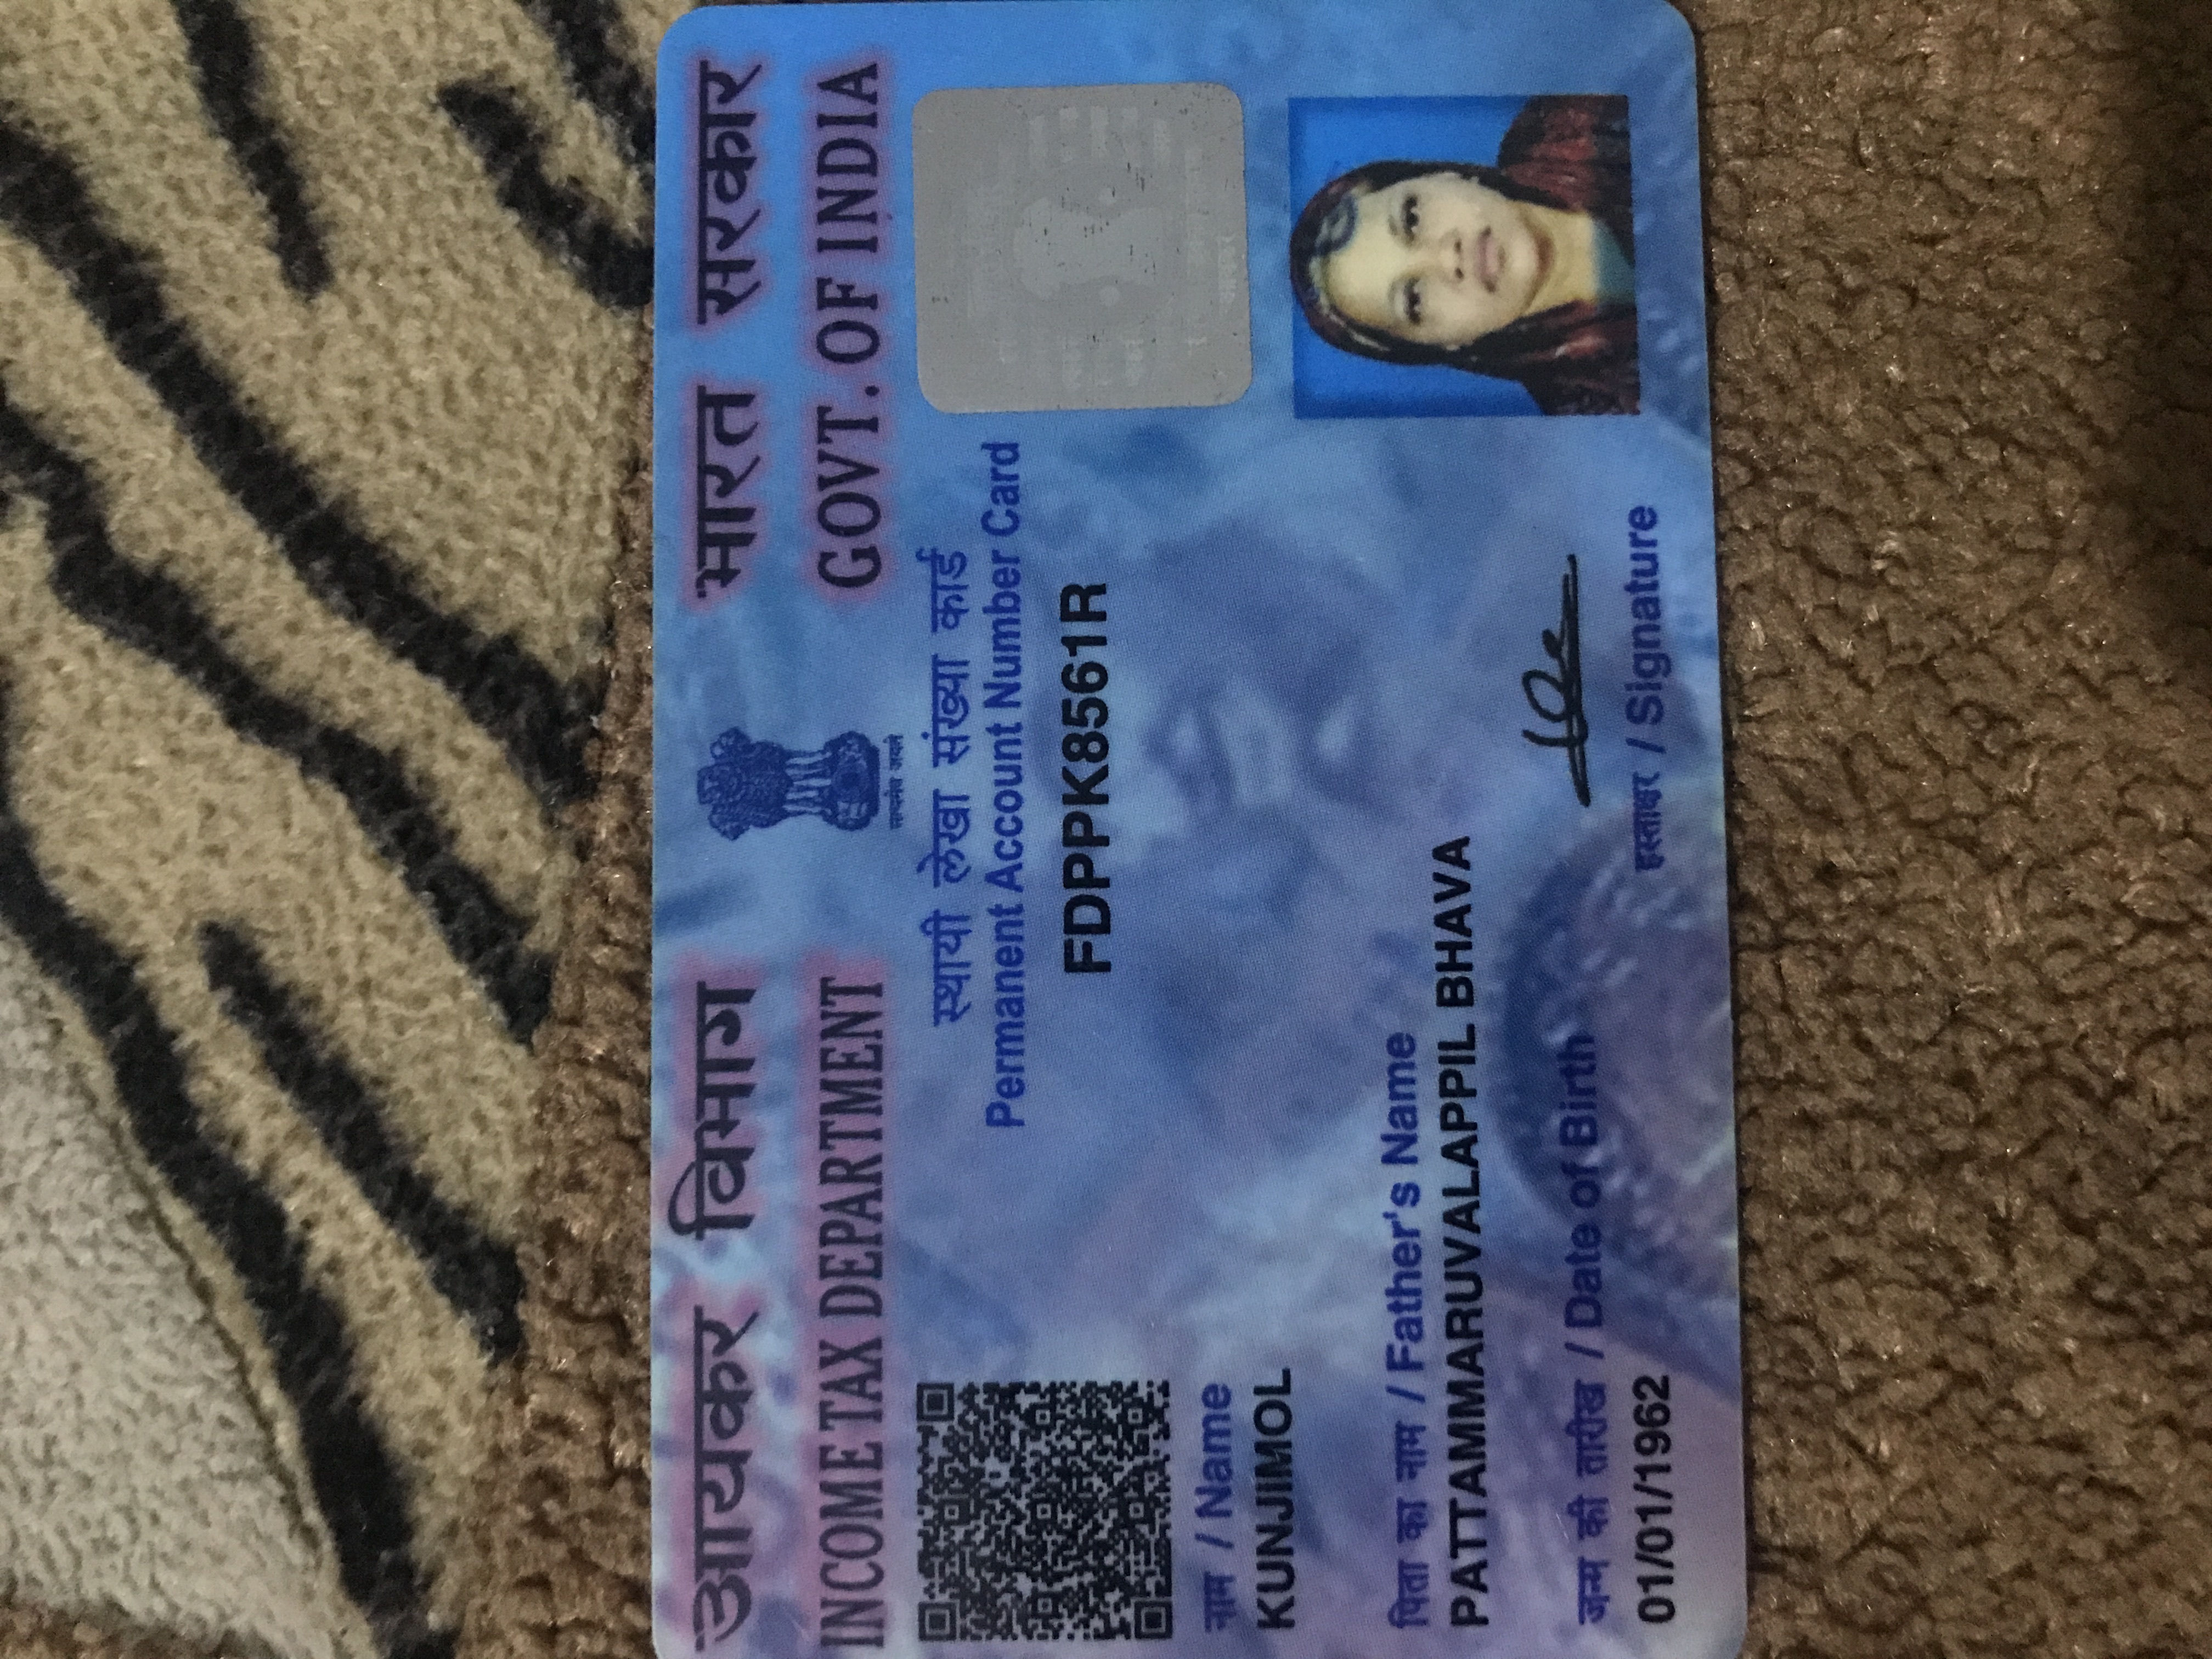 आयकर विभाग
INCOME TAX DEPARTMENT
सत्यमेव जयते
भारत सरकार
GOVT. OF INDIA
स्थायी लेखा संख्या कार्ड
Permanent Account Number Card
FDPPK8561R
नाम / Name
KUNJIMOL
पिता का नाम / Father's Name
PATTAMMARUVALAPPIL BHAVA
जन्म की तारीख / Date of Birth
01/01/1962
हस्ताक्षर / Signature